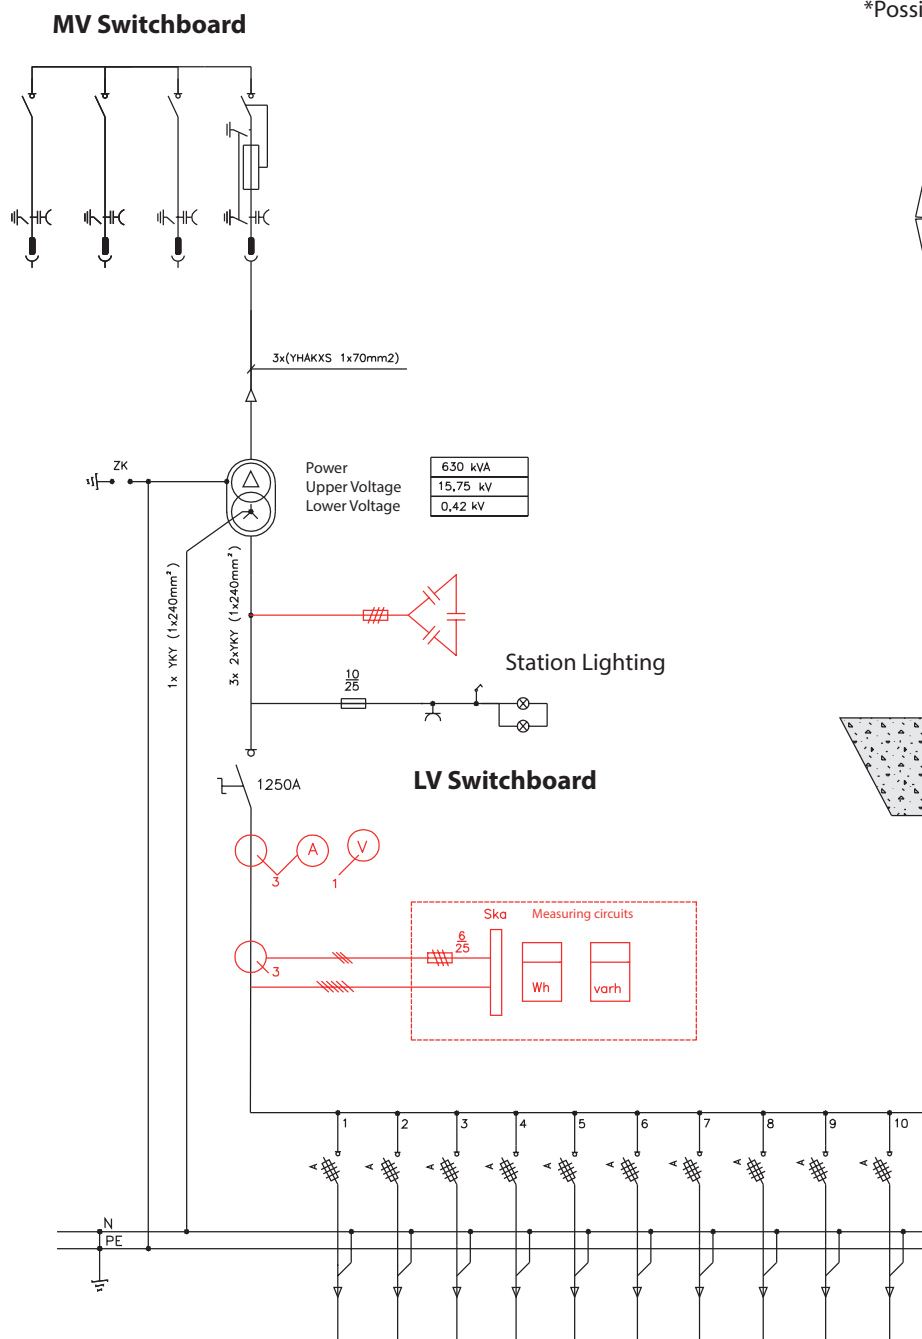 *Possi
MV Switchboard
3x(YHAKXS 1x70mm2)
ZK
Power 630 kVA
Upper Voltage 15,75 kV
Lower Voltage 0,42 kV
1x YKY (1x240mm²)
3x 2xYKY (1x240mm²)
10
25
Station Lighting
1250A
LV Switchboard
A
V
3
1
Ska
Measuring circuits
6
25
3
Wh
varh
1 2 3 4 5 6 7 8 9 10
A A A A A A A A A A
N
PE